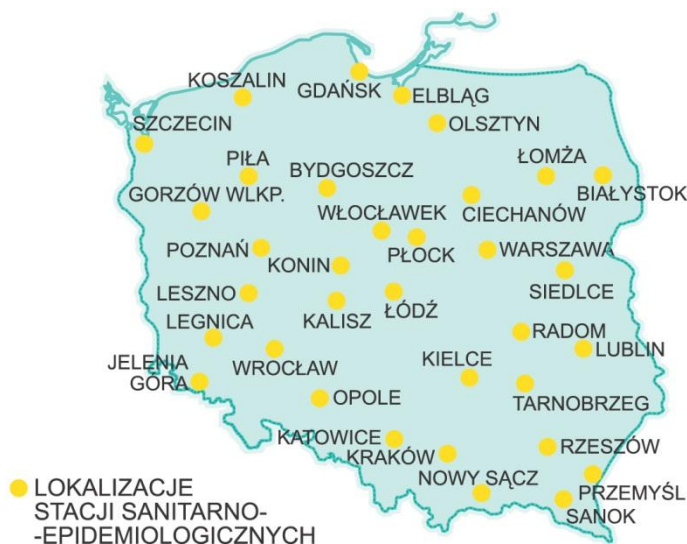 KOSZALIN
GDAŃSK
ELBLĄG
SZCZECIN
OLSZTYN
PIŁA
BYDGOSZCZ
ŁOMŻA
BIAŁYSTOK
GORZÓW WLKP.
WŁOCŁAWEK
CIECHANÓW
POZNAŃ
KONIN
PŁOCK
WARSZAWA
SIEDLCE
LESZNO
KALISZ
ŁÓDŹ
LEGNICA
RADOM
LUBLIN
JELENIA
GÓRA
WROCŁAW
KIELCE
OPOLE
TARNOBRZEG
KATOWICE
KRAKÓW
RZESZÓW
NOWY SĄCZ
PRZEMYŚL
SANOK
LOKALIZACJE
STACJI SANITARNO-
-EPIDEMIOLOGICZNYCH